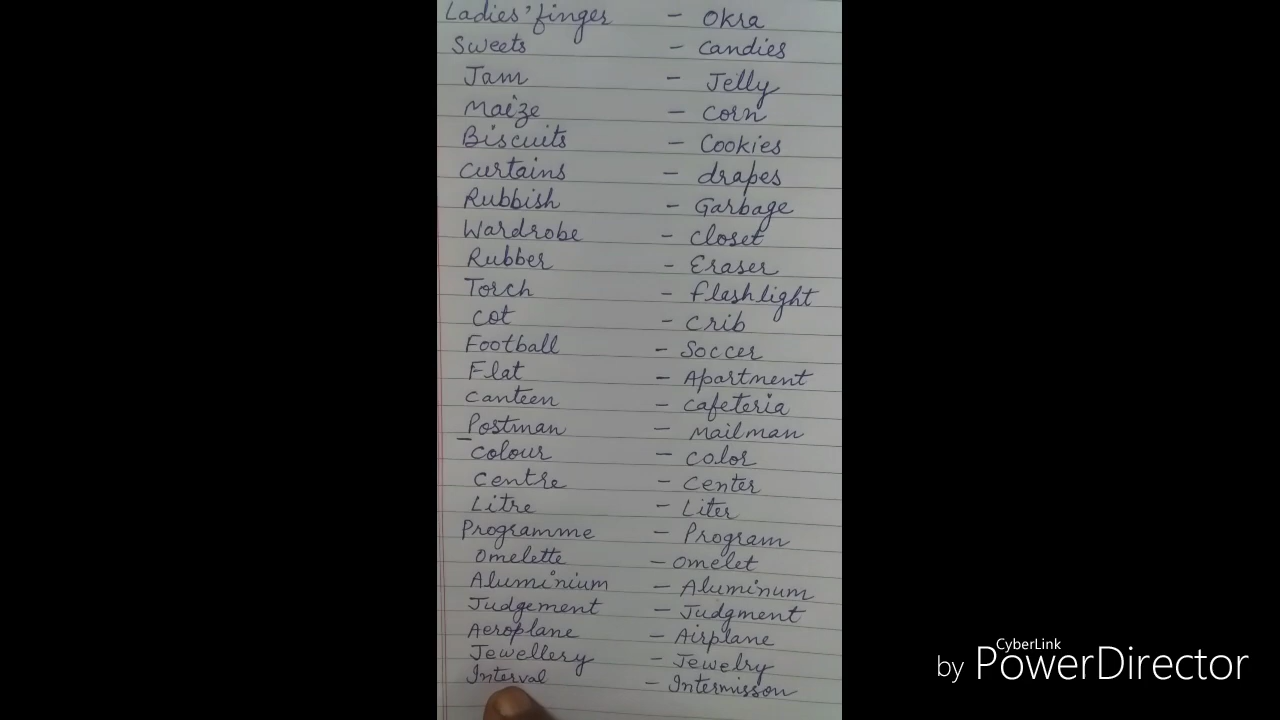 Ladies' finger - Okra
Sweets - Candies
Jam - Jelly
Maize - Corn
Biscuits - Cookies
Curtains - drapes
Rubbish - Garbage
Wardrobe - Closet
Rubber - Eraser
Torch - flashlight
Cot - Crib
Football - Soccer
Flat - Apartment
Canteen - Cafeteria
Postman - Mailman
Colour - Color
Centre - Center
Litre - Liter
Programme - Program
Omelette - Omelet
Aluminium - Aluminum
Judgement - Judgment
Aeroplane - Airplane
Jewellery - Jewelry
Interval - Intermisson
by CyberLink PowerDirector